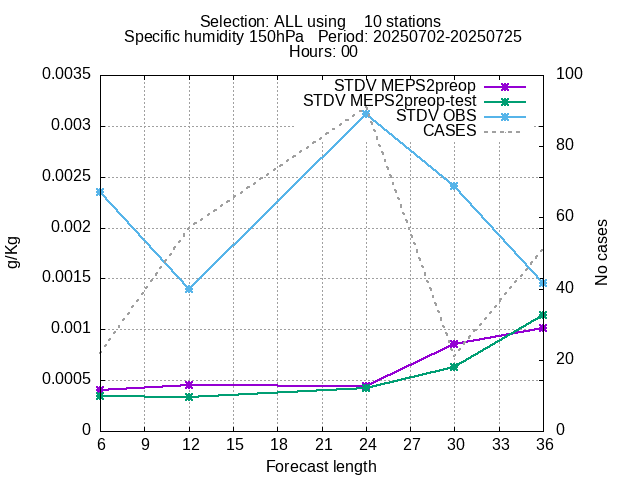 Selection: ALL using    10 stations
Specific humidity 150hPa   Period: 20250702-20250725
Hours: 00
STDV MEPS2preop
STDV MEPS2preop-test
STDV OBS
CASES
0.0035
0.003
0.0025
0.002
0.0015
0.001
0.0005
0
g/Kg
100
80
60
40
20
0
No cases
6 9 12 15 18 21 24 27 30 33 36
Forecast length